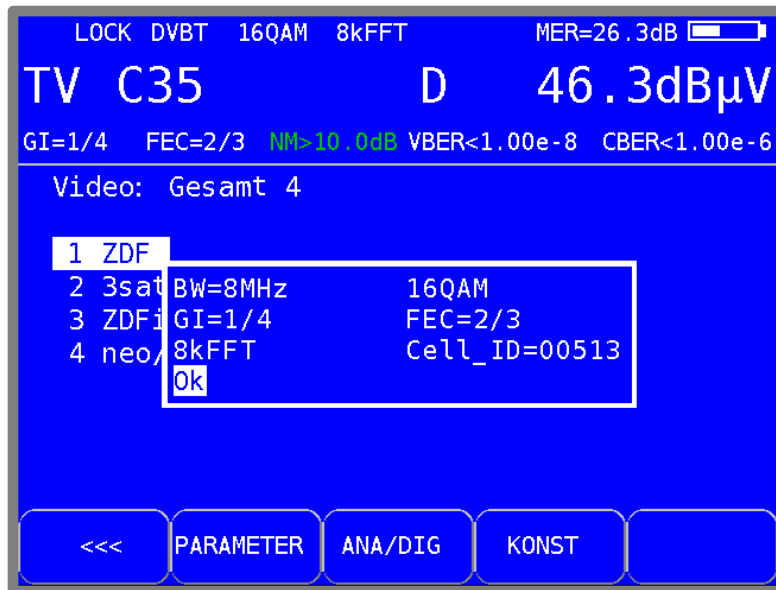 LOCK DVBT 16QAM 8kFFT MER=26.3dB
TV C35 D 46.3dBµV
GI=1/4 FEC=2/3 NM>10.0dB VBER<1.00e-8 CBER<1.00e-6
Video: Gesamt 4
1 ZDF
2 3sat
3 ZDFi
4 neo/
BW=8MHz 16QAM
GI=1/4 FEC=2/3
8kFFT Cell_ID=00513
Ok
<<< PARAMETER ANA/DIG KONST